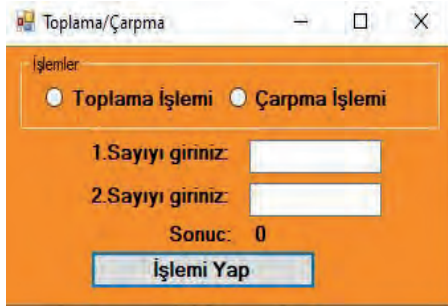 Toplama/Çarpma
İşlemler
Toplama İşlemi Çarpma İşlemi
1.Sayıyı giriniz:
2.Sayıyı giriniz:
Sonuc: 0
İşlemi Yap